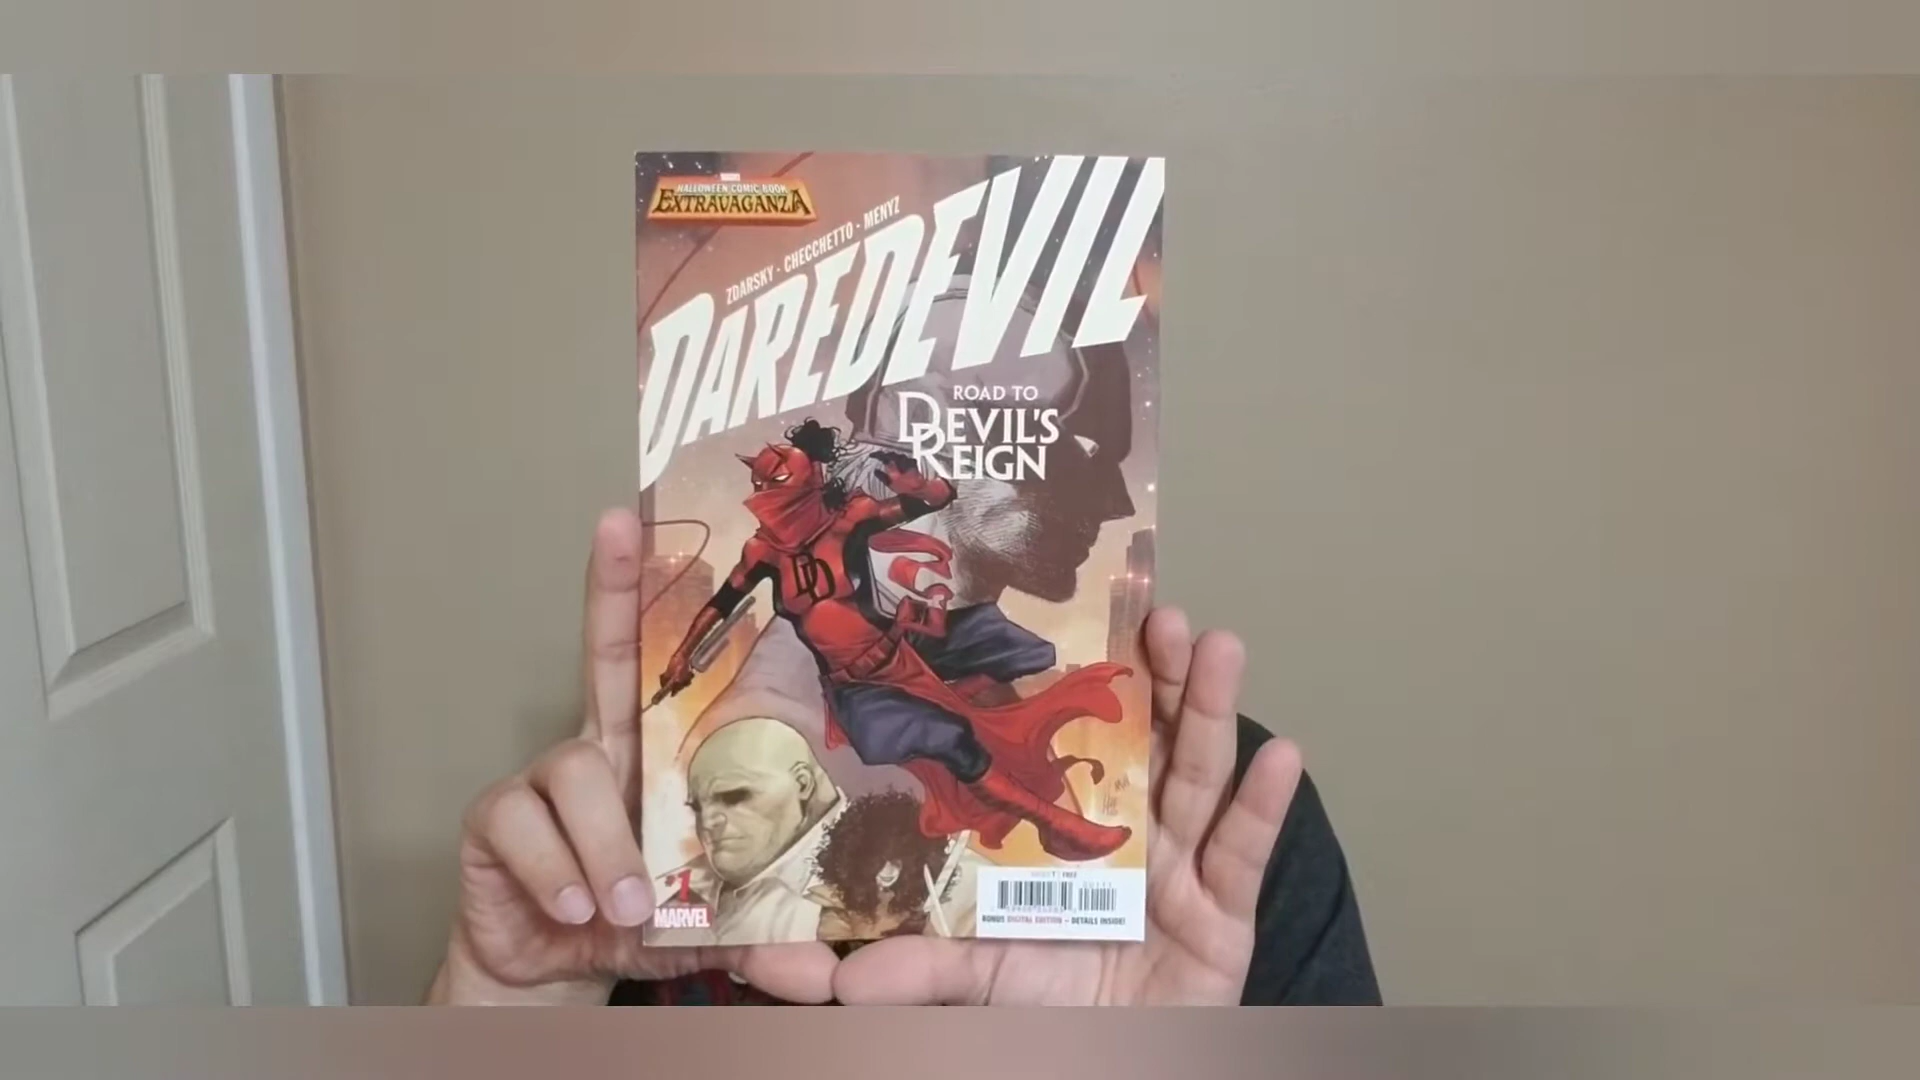 MARVEL
HALLOWEEN COMIC BOOK
EXTRAVAGANZA
ZDARSKY · CHECCHETTO · MENYZ
DAREDEVIL
ROAD TO
DEVIL'S
REIGN
DD
#1
MARVEL
BONUS DIGITAL EDITION – DETAILS INSIDE!